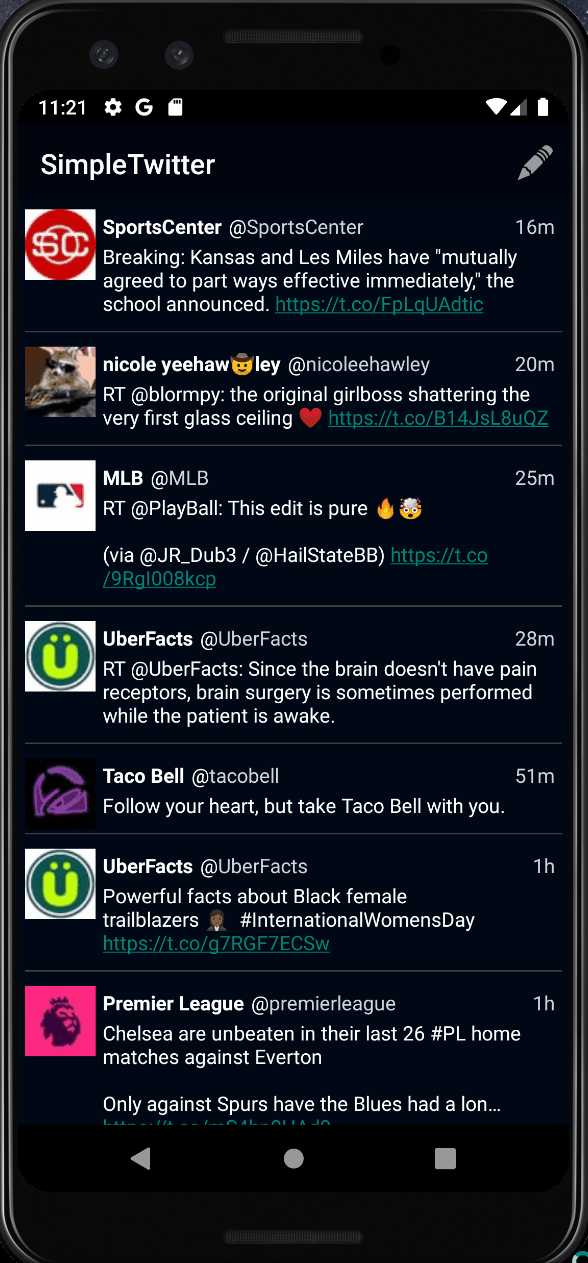 11:21
SimpleTwitter
SportsCenter @SportsCenter 16m
Breaking: Kansas and Les Miles have "mutually
agreed to part ways effective immediately," the
school announced. https://t.co/FpLqUAdtic
nicole yeehaw🤠ley @nicoleehawley 20m
RT @blormpy: the original girlboss shattering the
very first glass ceiling ❤️ https://t.co/B14JsL8uQZ
MLB @MLB 25m
RT @PlayBall: This edit is pure 🔥🤯
(via @JR_Dub3 / @HailStateBB) https://t.co
/9RgI008kcp
UberFacts @UberFacts 28m
RT @UberFacts: Since the brain doesn't have pain
receptors, brain surgery is sometimes performed
while the patient is awake.
Taco Bell @tacobell 51m
Follow your heart, but take Taco Bell with you.
UberFacts @UberFacts 1h
Powerful facts about Black female
trailblazers 👩🏾‍💼 #InternationalWomensDay
https://t.co/g7RGF7ECSw
Premier League @premierleague 1h
Chelsea are unbeaten in their last 26 #PL home
matches against Everton
Only against Spurs have the Blues had a lon…